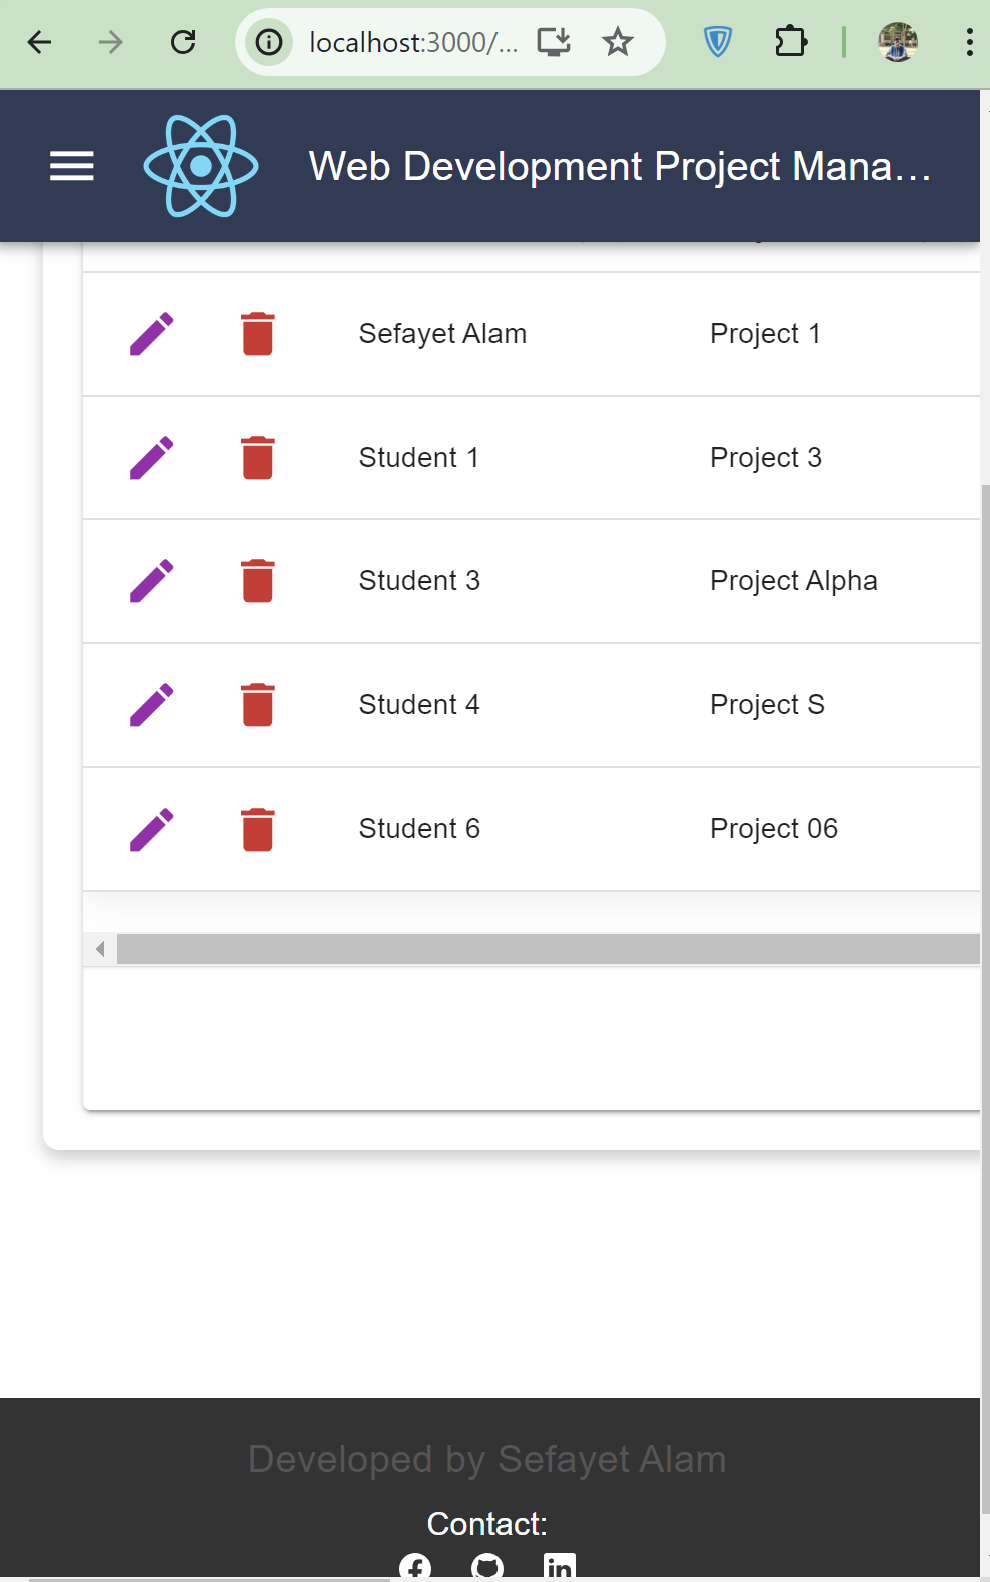 localhost:3000/...
Web Development Project Mana...
Sefayet Alam Project 1
Student 1 Project 3
Student 3 Project Alpha
Student 4 Project S
Student 6 Project 06
Developed by Sefayet Alam
Contact:
in